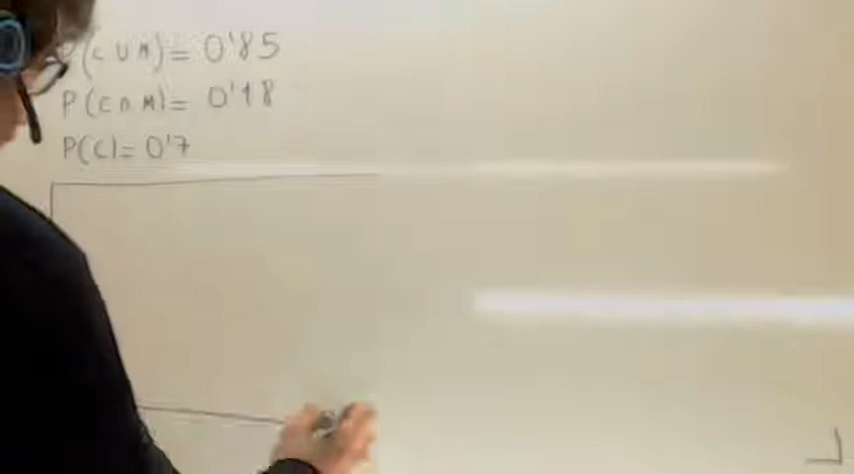 P(C ∪ M) = 0'85
P(C ∩ M) = 0'18
P(C) = 0'7